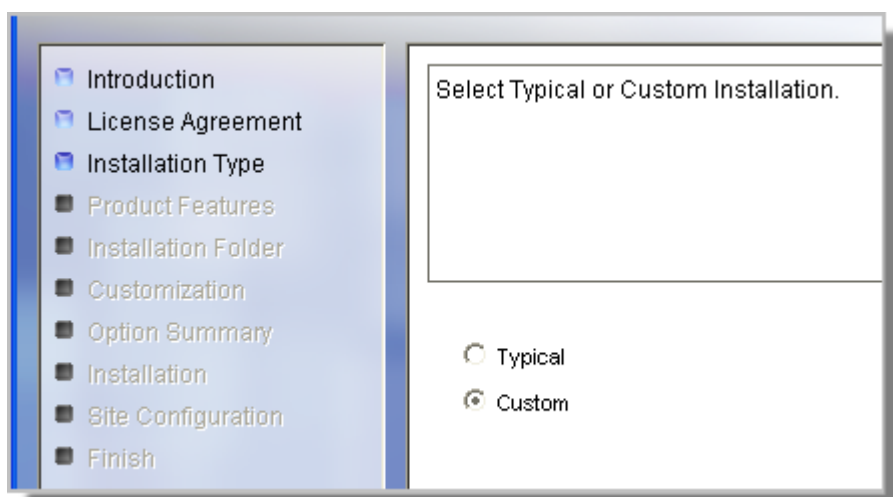 Introduction
License Agreement
Installation Type
Product Features
Installation Folder
Customization
Option Summary
Installation
Site Configuration
Finish
Select Typical or Custom Installation.
Typical
Custom